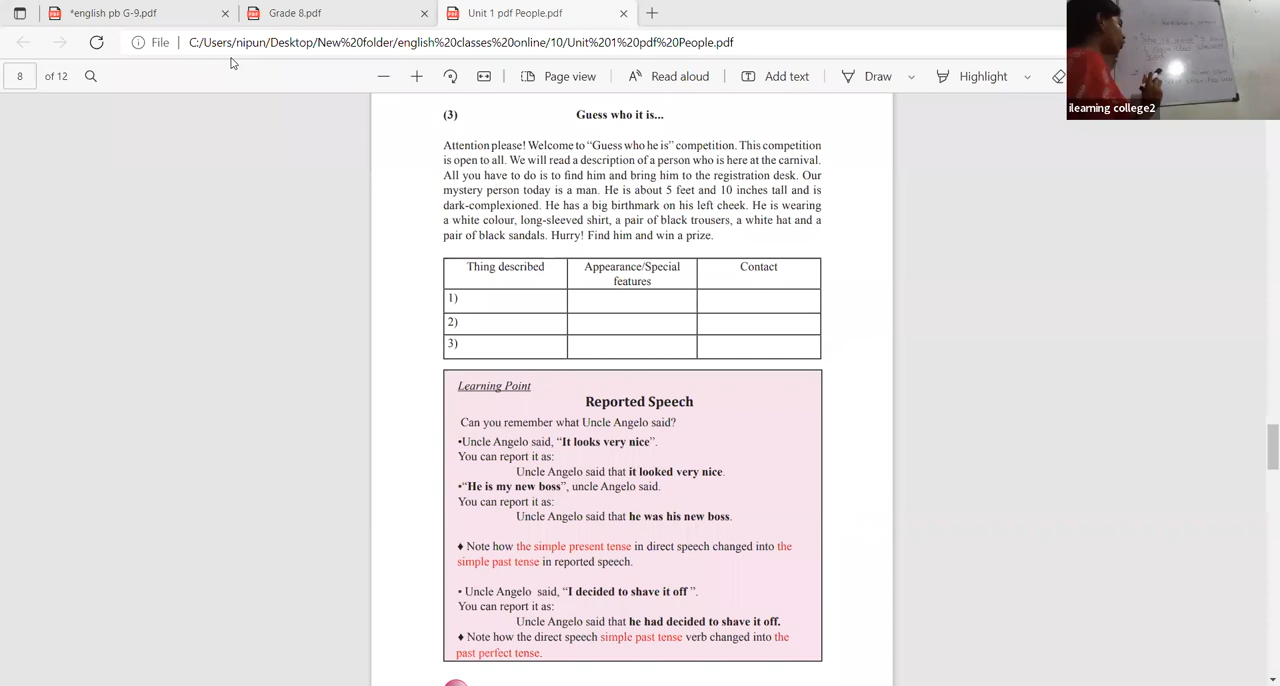 *english pb G-9.pdf
Grade 8.pdf
Unit 1 pdf People.pdf
File
C:/Users/nipun/Desktop/New%20folder/english%20classes%20online/10/Unit%201%20pdf%20People.pdf
8 of 12
Page view
Read aloud
Add text
Draw
Highlight
ilearning college2
(3) Guess who it is...
Attention please! Welcome to “Guess who he is” competition. This competition
is open to all. We will read a description of a person who is here at the carnival.
All you have to do is to find him and bring him to the registration desk. Our
mystery person today is a man. He is about 5 feet and 10 inches tall and is
dark-complexioned. He has a big birthmark on his left cheek. He is wearing
a white colour, long-sleeved shirt, a pair of black trousers, a white hat and a
pair of black sandals. Hurry! Find him and win a prize.
Thing described Appearance/Special Contact
features
1)
2)
3)
Learning Point
Reported Speech
Can you remember what Uncle Angelo said?
•Uncle Angelo said, “It looks very nice”.
You can report it as:
Uncle Angelo said that it looked very nice.
•“He is my new boss”, uncle Angelo said.
You can report it as:
Uncle Angelo said that he was his new boss.
♦ Note how the simple present tense in direct speech changed into the
simple past tense in reported speech.
• Uncle Angelo said, “I decided to shave it off ”.
You can report it as:
Uncle Angelo said that he had decided to shave it off.
♦ Note how the direct speech simple past tense verb changed into the
past perfect tense.